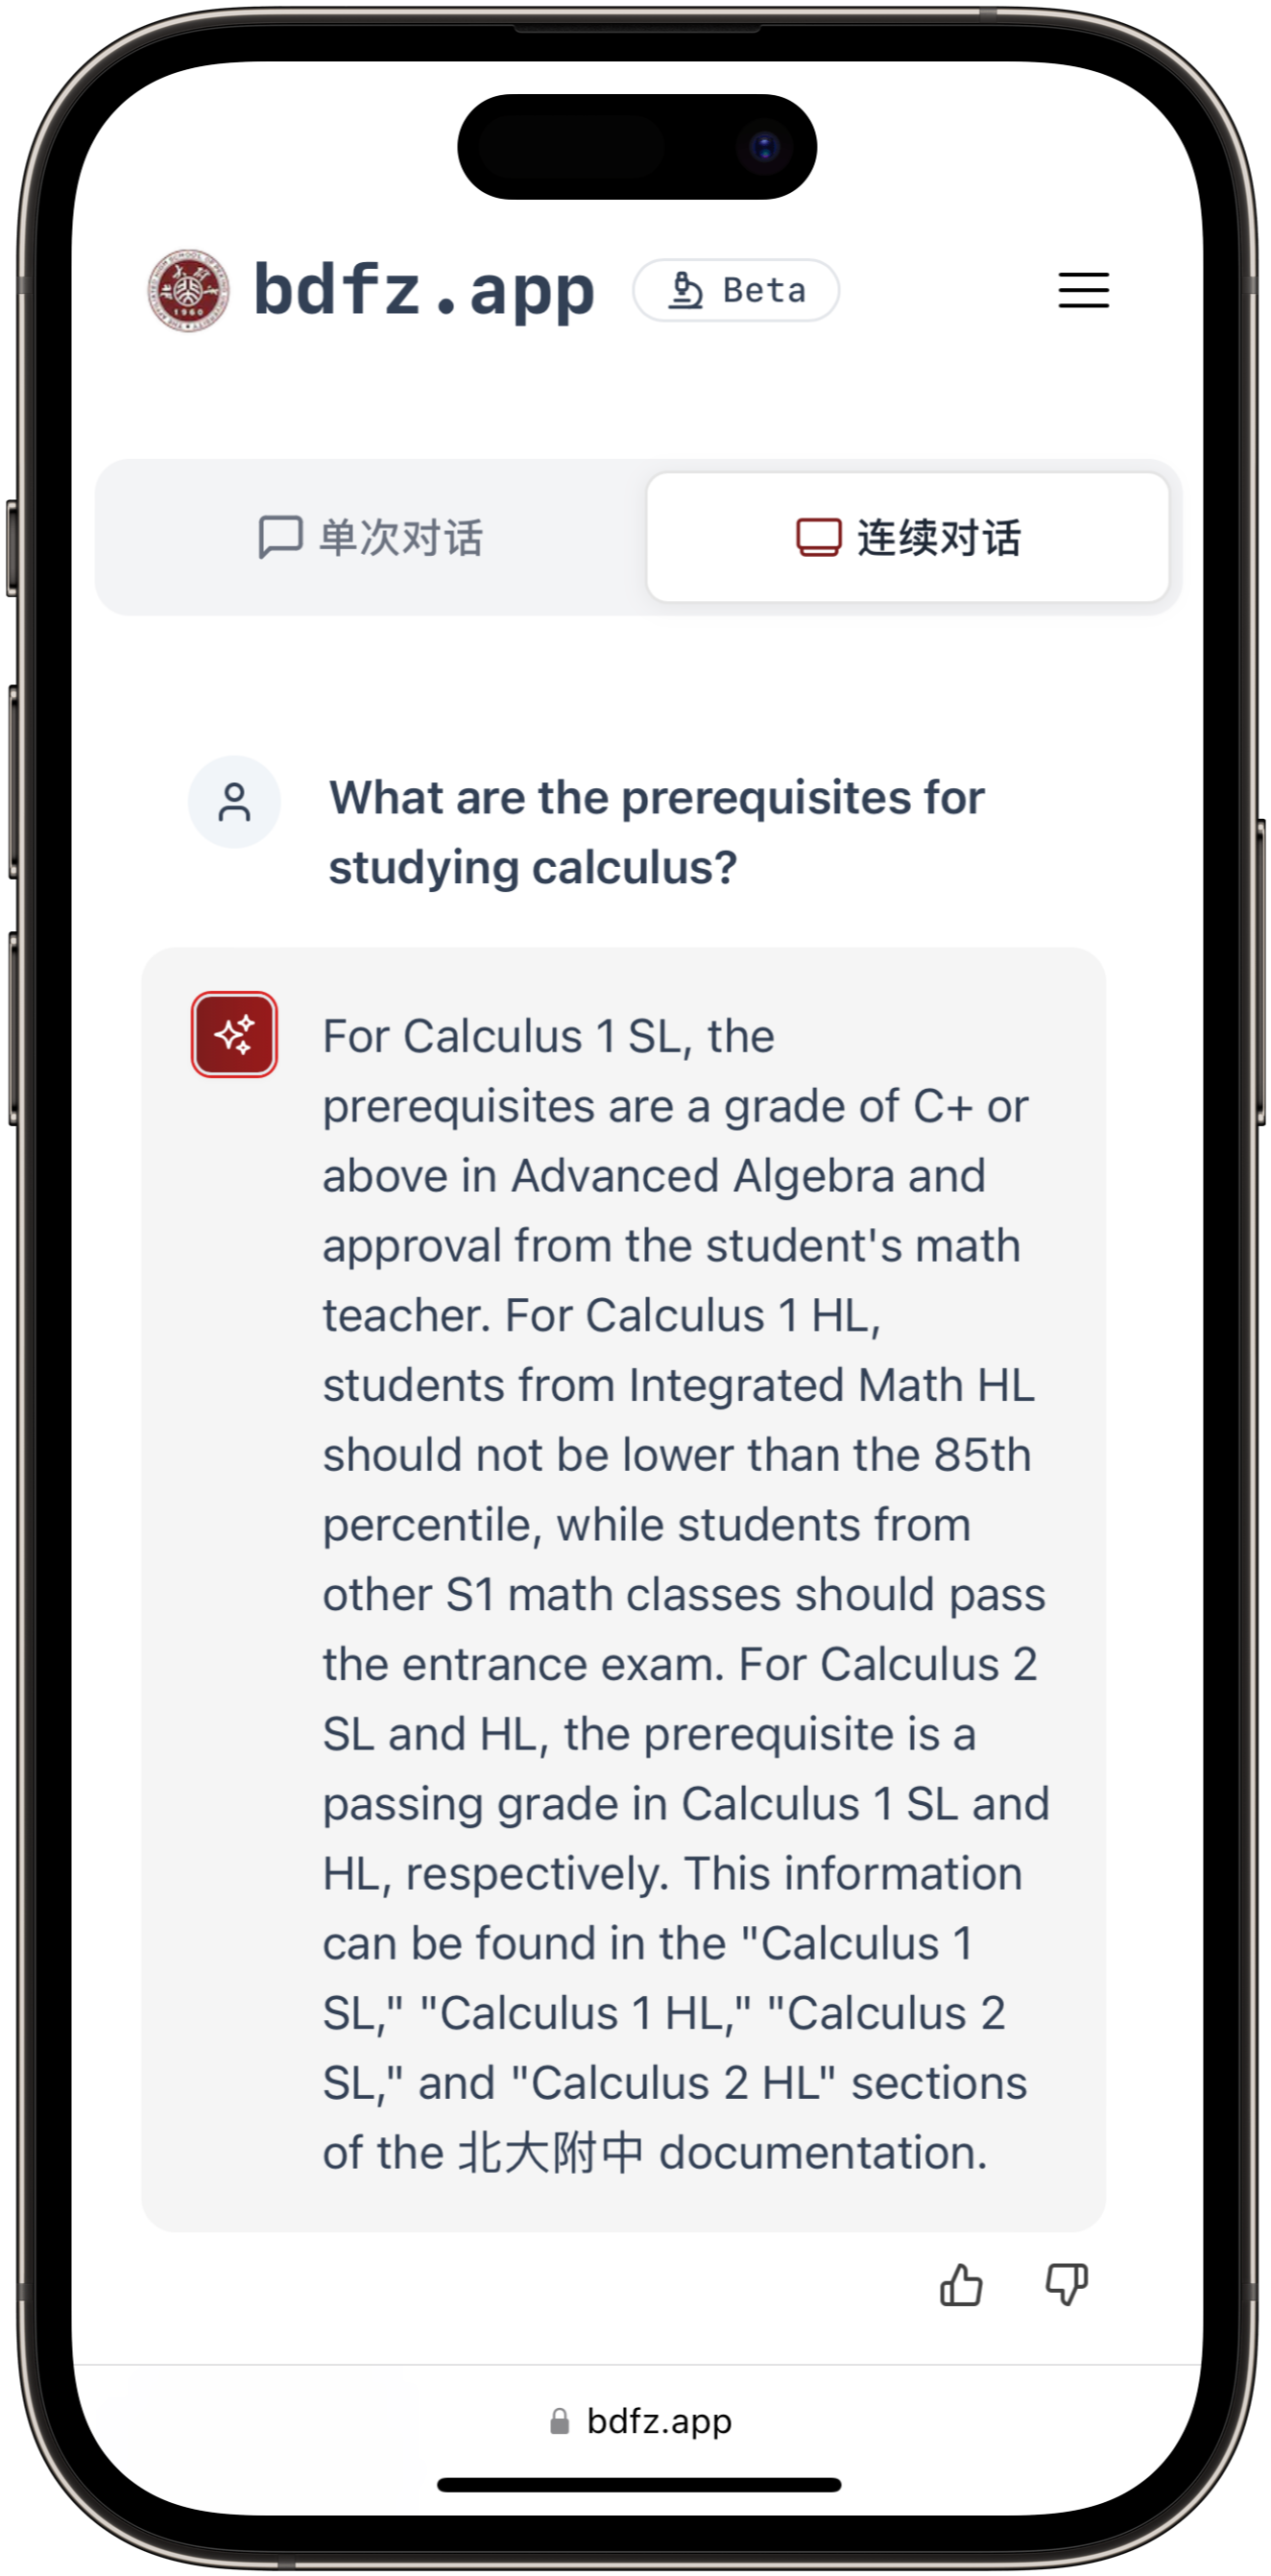 bdfz.app
Beta
单次对话
连续对话
What are the prerequisites for
studying calculus?
For Calculus 1 SL, the
prerequisites are a grade of C+ or
above in Advanced Algebra and
approval from the student's math
teacher. For Calculus 1 HL,
students from Integrated Math HL
should not be lower than the 85th
percentile, while students from
other S1 math classes should pass
the entrance exam. For Calculus 2
SL and HL, the prerequisite is a
passing grade in Calculus 1 SL and
HL, respectively. This information
can be found in the "Calculus 1
SL," "Calculus 1 HL," "Calculus 2
SL," and "Calculus 2 HL" sections
of the 北大附中 documentation.
bdfz.app